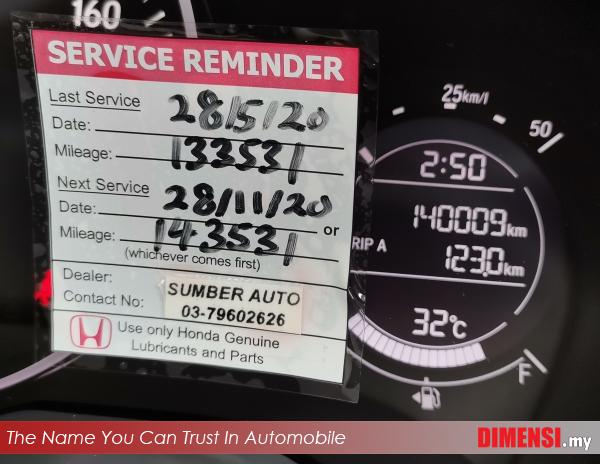 160
SERVICE REMINDER
Last Service
Date: 28/5/20
Mileage: 133531
Next Service
Date: 28/11/20 or
Mileage: 143531
(whichever comes first)
Dealer:
Contact No:
SUMBER AUTO
03-79602626
Use only Honda Genuine
Lubricants and Parts
25km/l
50
2:50
140009km
RIP A
123.0km
32°C
F
The Name You Can Trust In Automobile
DIMENSI.my